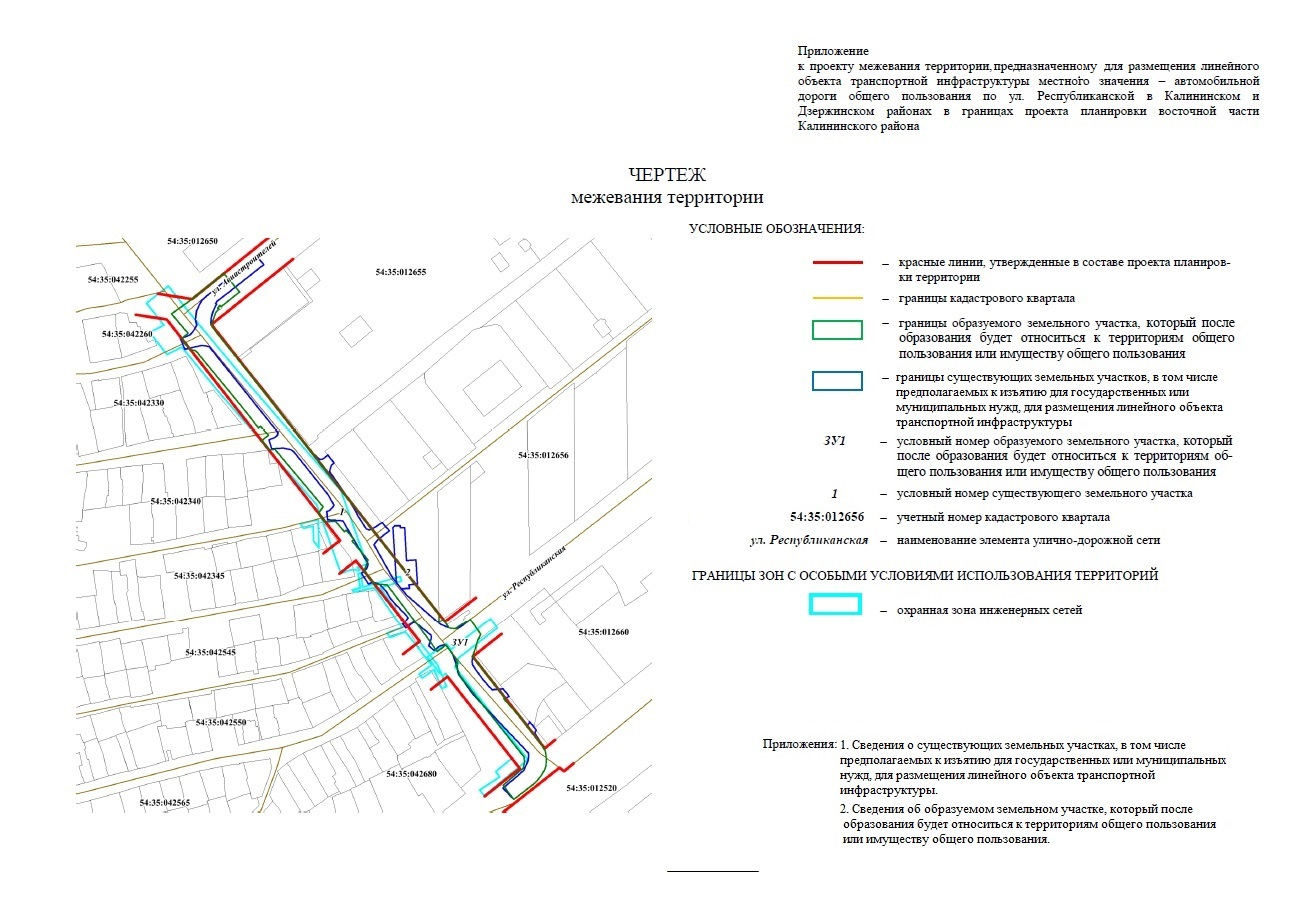 Приложение
к проекту межевания территории, предназначенному для размещения линейного
объекта транспортной инфраструктуры местного значения – автомобильной
дороги общего пользования по ул. Республиканской в Калининском и
Дзержинском районах в границах проекта планировки восточной части
Калининского района
ЧЕРТЕЖ
межевания территории
УСЛОВНЫЕ ОБОЗНАЧЕНИЯ:
– красные линии, утвержденные в составе проекта планиров-
ки территории
– границы кадастрового квартала
– границы образуемого земельного участка, который после
образования будет относиться к территориям общего
пользования или имуществу общего пользования
– границы существующих земельных участков, в том числе
предполагаемых к изъятию для государственных или
муниципальных нужд, для размещения линейного объекта
транспортной инфраструктуры
ЗУ1 – условный номер образуемого земельного участка, который
после образования будет относиться к территориям об-
щего пользования или имуществу общего пользования
1 – условный номер существующего земельного участка
54:35:012656 – учетный номер кадастрового квартала
ул. Республиканская – наименование элемента улично-дорожной сети
ГРАНИЦЫ ЗОН С ОСОБЫМИ УСЛОВИЯМИ ИСПОЛЬЗОВАНИЯ ТЕРРИТОРИЙ
– охранная зона инженерных сетей
54:35:012650
ул. Авиастроителей
54:35:012655
54:35:042255
54:35:042260
54:35:042330
54:35:012656
54:35:042340
1
54:35:042345
2
ул. Республиканская
ЗУ1
54:35:012660
54:35:042545
54:35:042550
54:35:042680
54:35:012520
54:35:042565
Приложения: 1. Сведения о существующих земельных участках, в том числе
предполагаемых к изъятию для государственных или муниципальных
нужд, для размещения линейного объекта транспортной
инфраструктуры.
2. Сведения об образуемом земельном участке, который после
образования будет относиться к территориям общего пользования
или имуществу общего пользования.